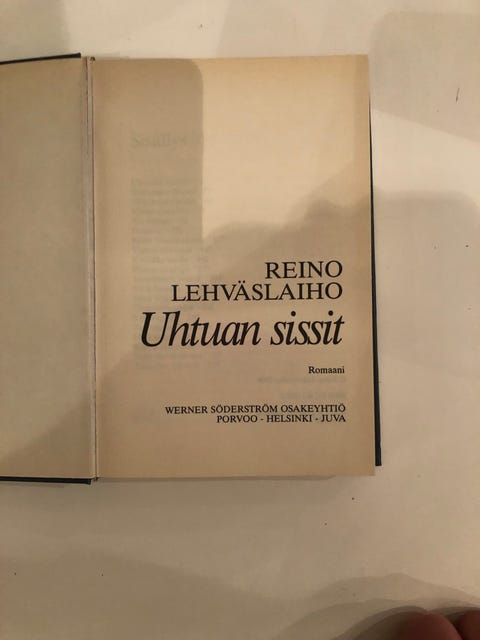 REINO
LEHVÄSLAIHO
Uhtuan sissit
Romaani
WERNER SÖDERSTRÖM OSAKEYHTIÖ
PORVOO - HELSINKI - JUVA